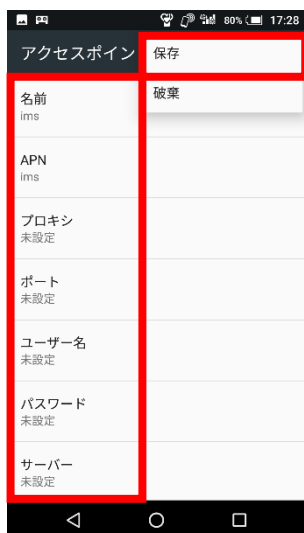 80% 17:28
アクセスポイン
保存
破棄
名前
ims
APN
ims
プロキシ
未設定
ポート
未設定
ユーザー名
未設定
パスワード
未設定
サーバー
未設定